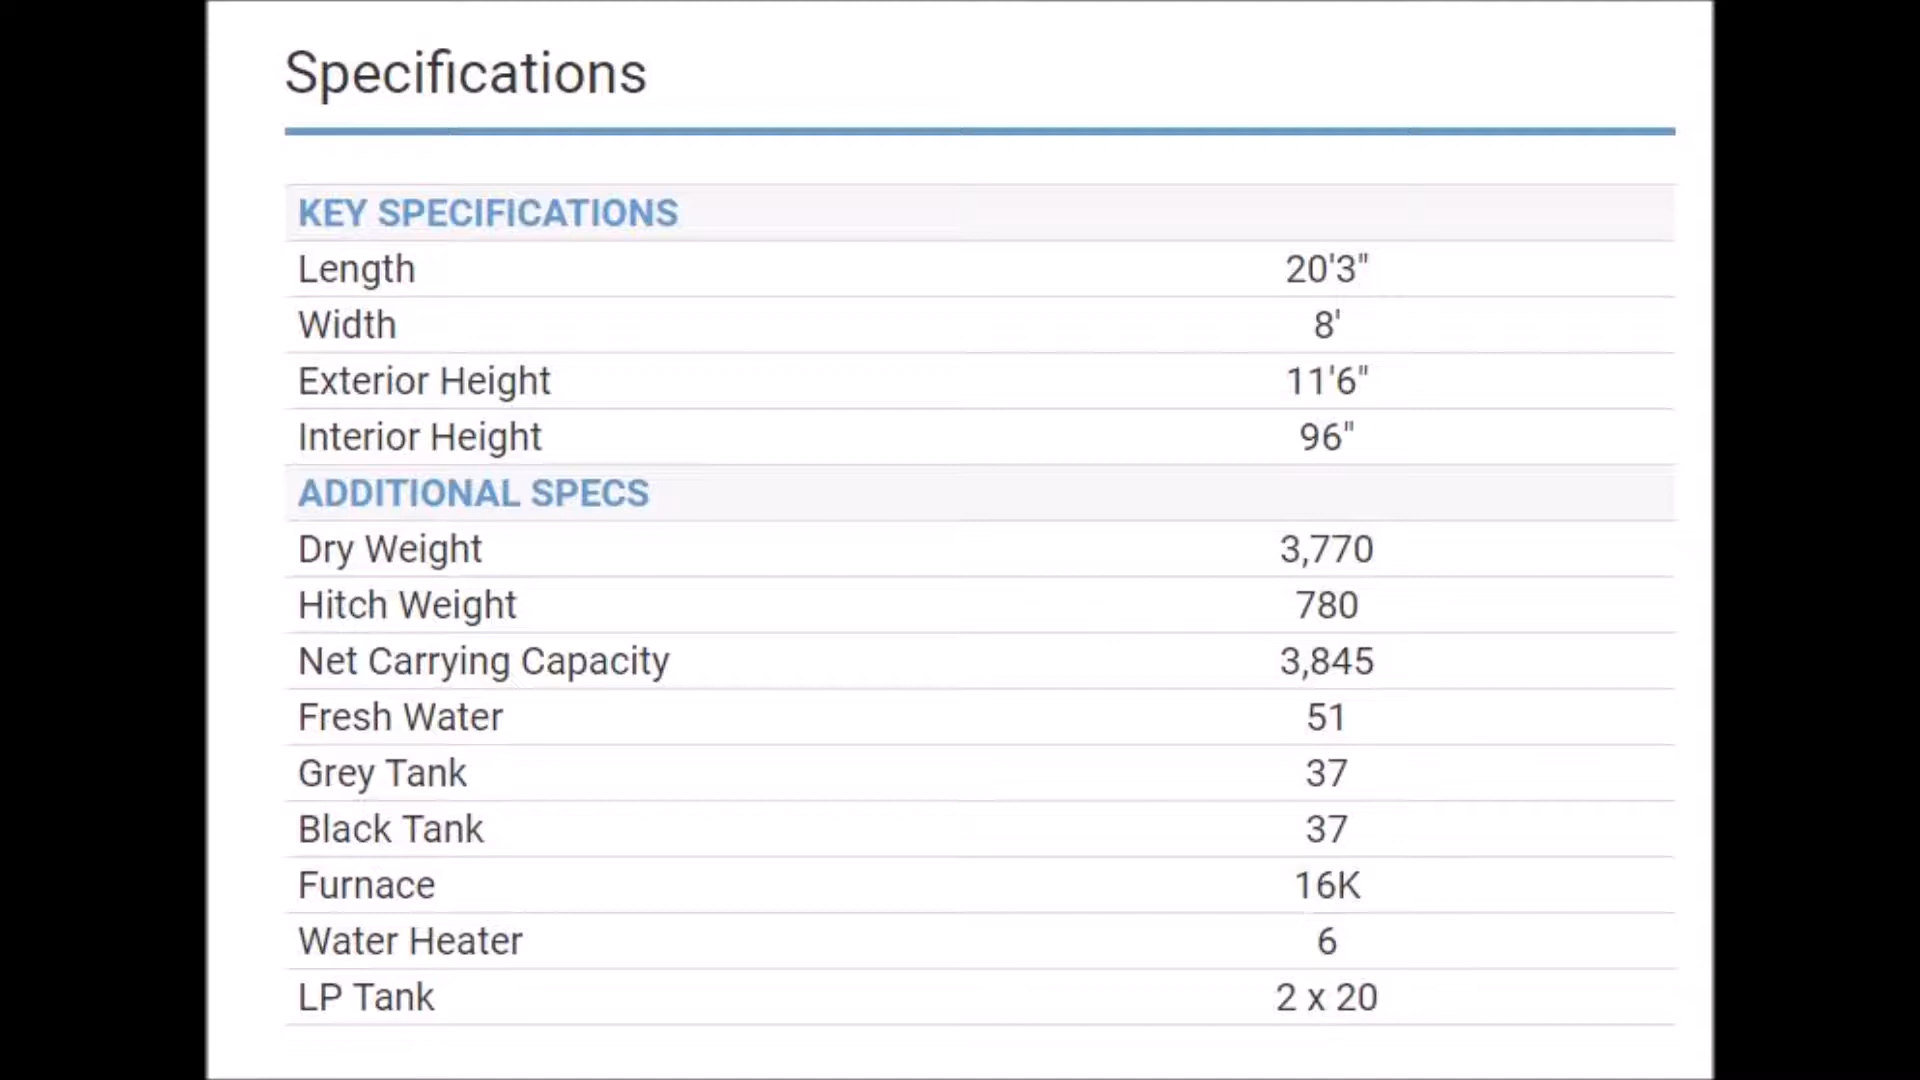 Specifications
KEY SPECIFICATIONS
Length 20'3"
Width 8'
Exterior Height 11'6"
Interior Height 96"
ADDITIONAL SPECS
Dry Weight 3,770
Hitch Weight 780
Net Carrying Capacity 3,845
Fresh Water 51
Grey Tank 37
Black Tank 37
Furnace 16K
Water Heater 6
LP Tank 2 x 20